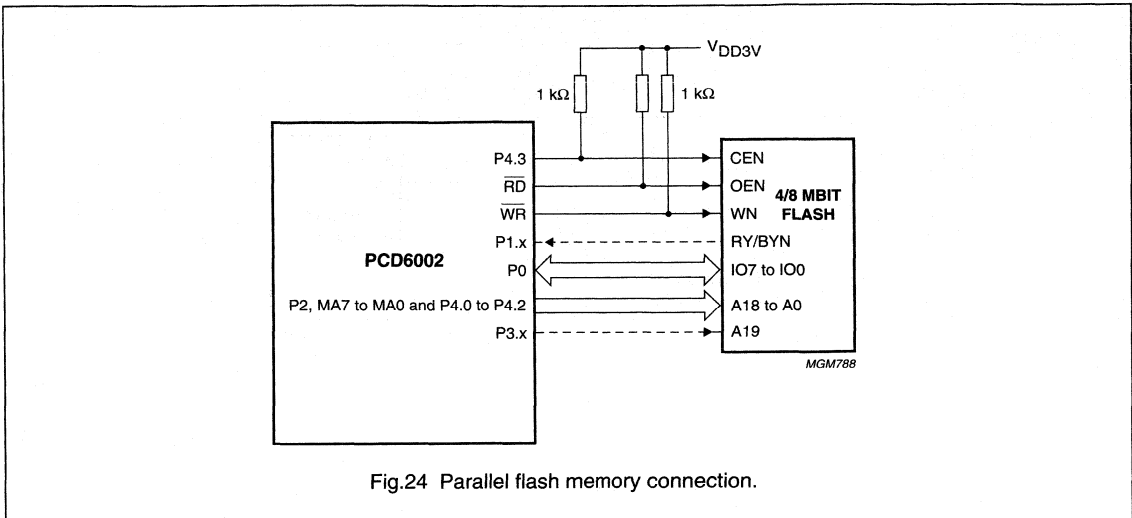 VDD3V
1 kΩ
1 kΩ
P4.3
CEN
RD
OEN
4/8 MBIT
FLASH
WR
WN
P1.x
RY/BYN
PCD6002
P0
IO7 to IO0
P2, MA7 to MA0 and P4.0 to P4.2
A18 to A0
P3.x
A19
MGM788
Fig.24 Parallel flash memory connection.